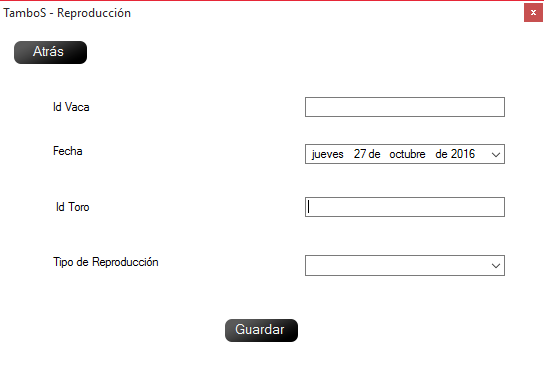 TamboS - Reproducción
x
Atrás
Id Vaca
Fecha
jueves 27 de octubre de 2016
Id Toro
Tipo de Reproducción
Guardar